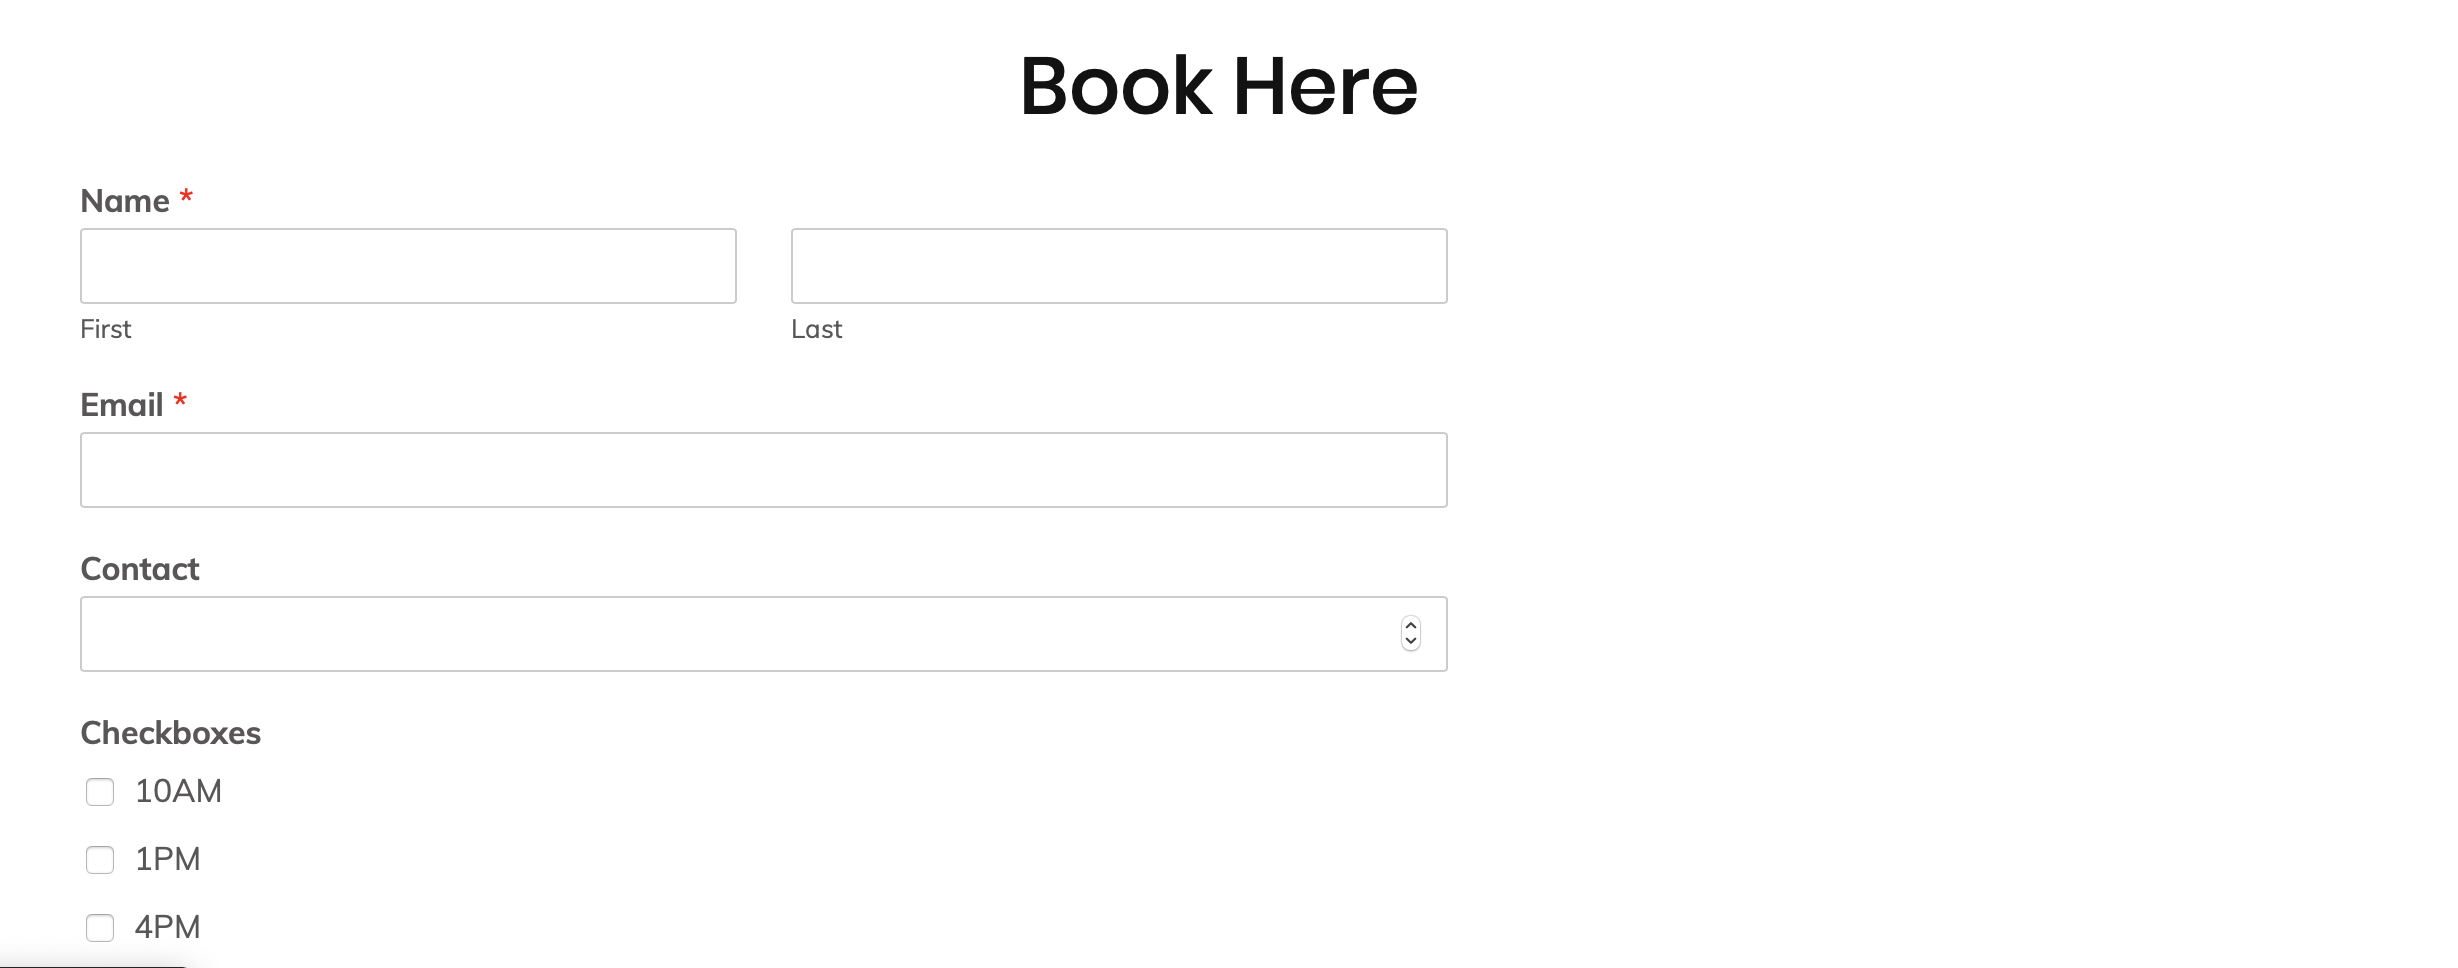 Book Here
Name *
First
Last
Email *
Contact
Checkboxes
10AM
1PM
4PM